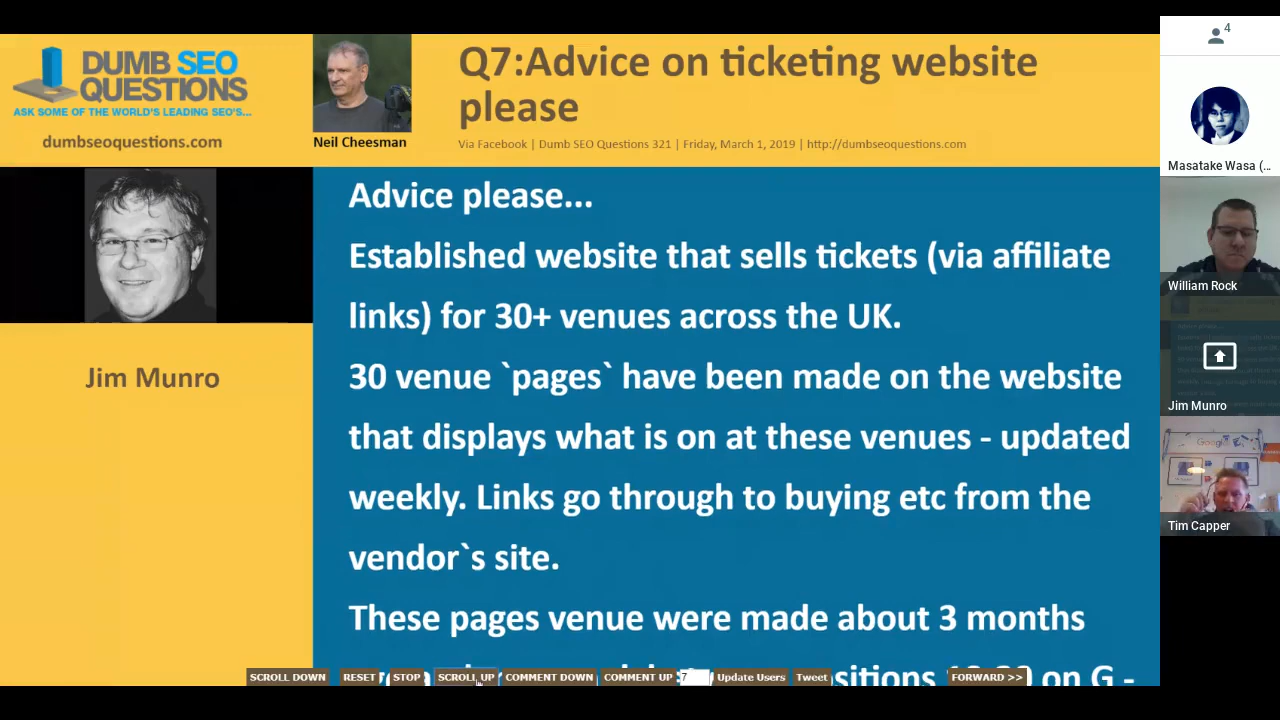 DUMB SEO
QUESTIONS
ASK SOME OF THE WORLD'S LEADING SEO'S...
dumbseoquestions.com
Neil Cheesman
Q7:Advice on ticketing website
please
Via Facebook | Dumb SEO Questions 321 | Friday, March 1, 2019 | http://dumbseoquestions.com
Jim Munro
Advice please...
Established website that sells tickets (via affiliate
links) for 30+ venues across the UK.
30 venue `pages` have been made on the website
that displays what is on at these venues - updated
weekly. Links go through to buying etc from the
vendor`s site.
These pages venue were made about 3 months
on G -
SCROLL DOWN RESET STOP SCROLL UP COMMENT DOWN COMMENT UP 7 Update Users Tweet FORWARD >>
4
Masatake Wasa (...
William Rock
Jim Munro
Google
Tim Capper